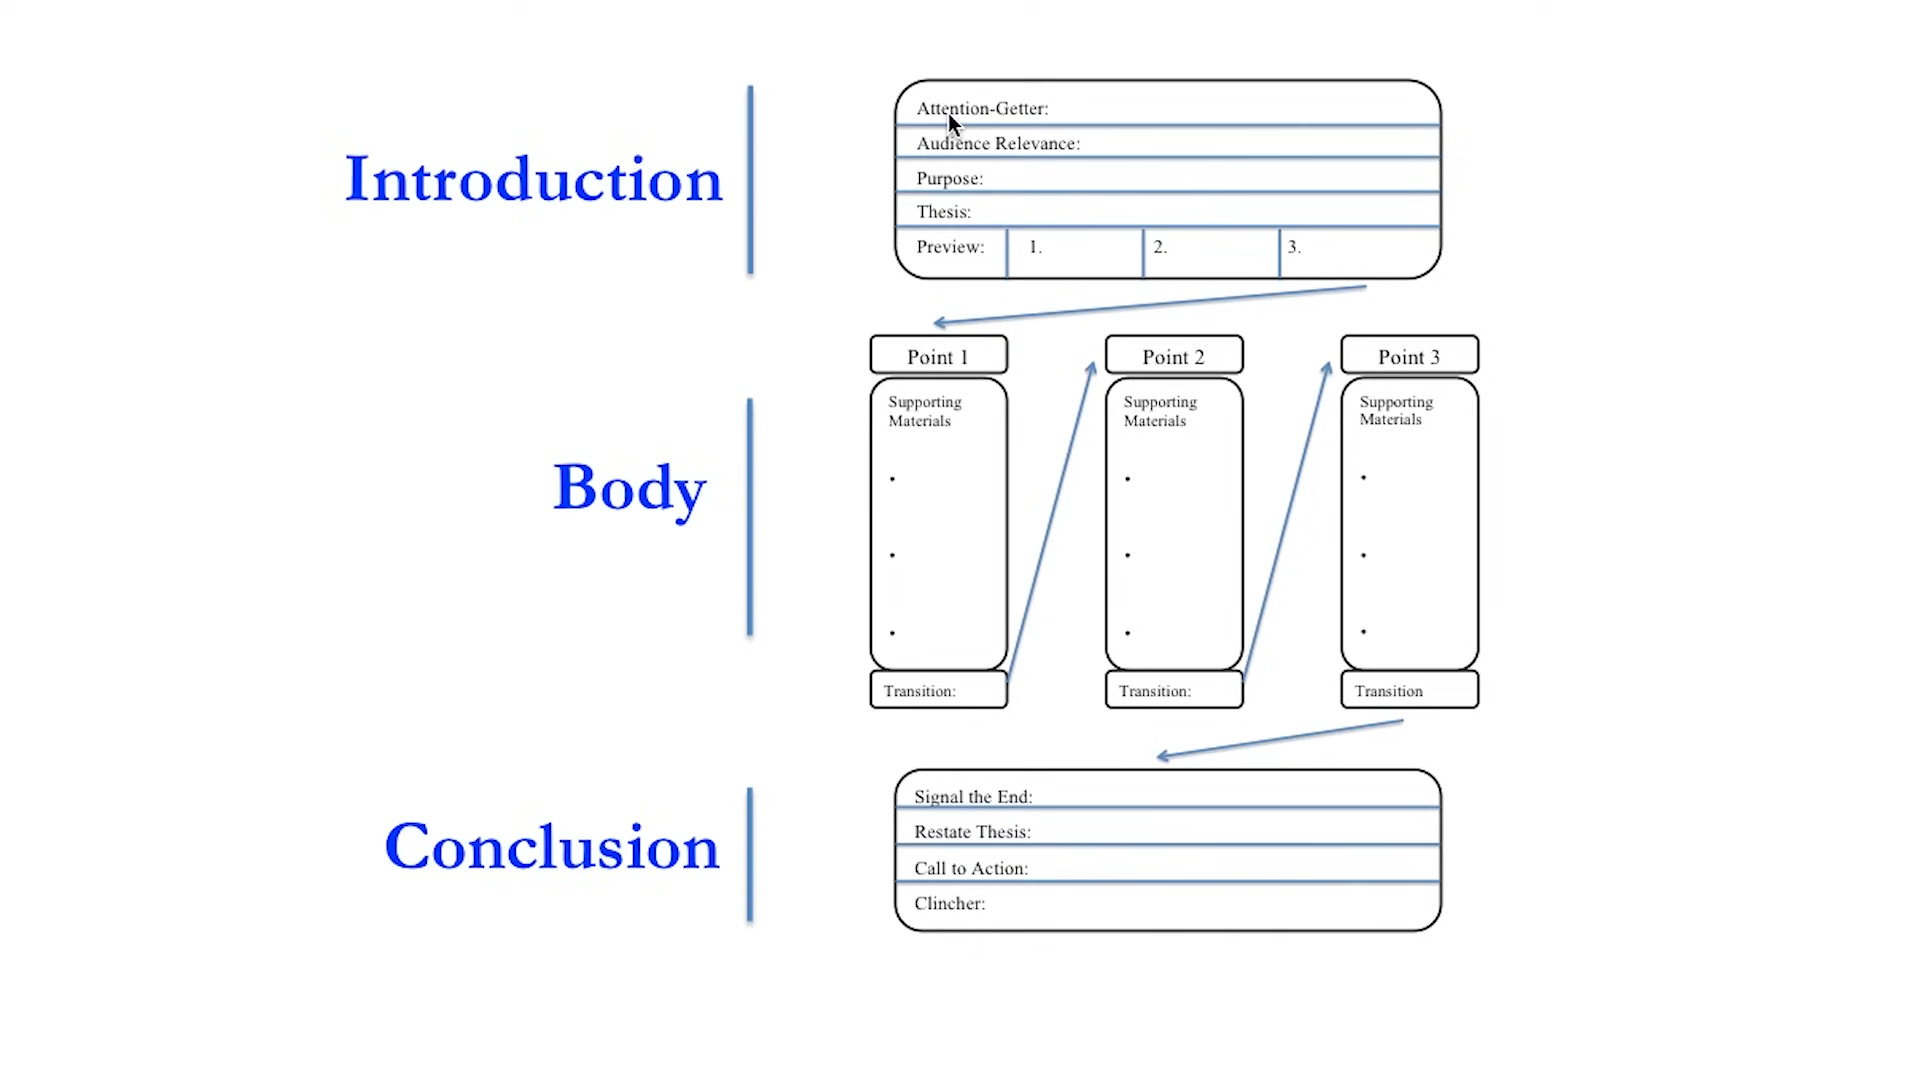 Introduction
Attention-Getter:
Audience Relevance:
Purpose:
Thesis:
Preview: 1. 2. 3.
Body
Point 1
Supporting
Materials
•
•
•
Transition:
Point 2
Supporting
Materials
•
•
•
Transition:
Point 3
Supporting
Materials
•
•
•
Transition
Conclusion
Signal the End:
Restate Thesis:
Call to Action:
Clincher: